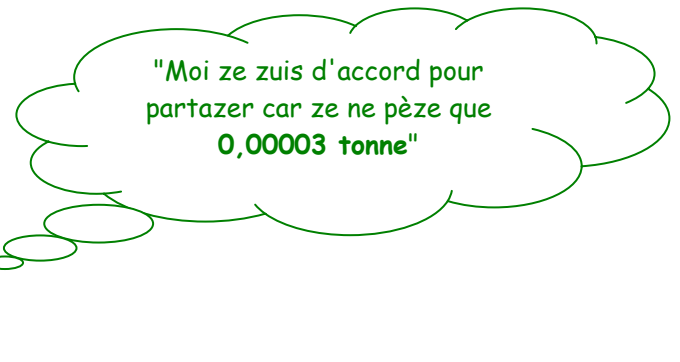 "Moi ze zuis d'accord pour
partazer car ze ne pèze que
0,00003 tonne"